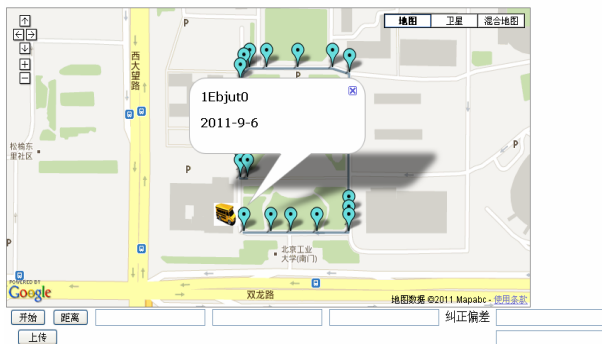 地图 卫星 混合地图
P
西大望路
P
1Ebjut0
2011-9-6
松榆东里社区
P
P
P
北京工业大学(南门)
POWERED BY
Google
双龙路
地图数据 ©2011 Mapabc - 使用条款
开始 距离 纠正偏差
上传